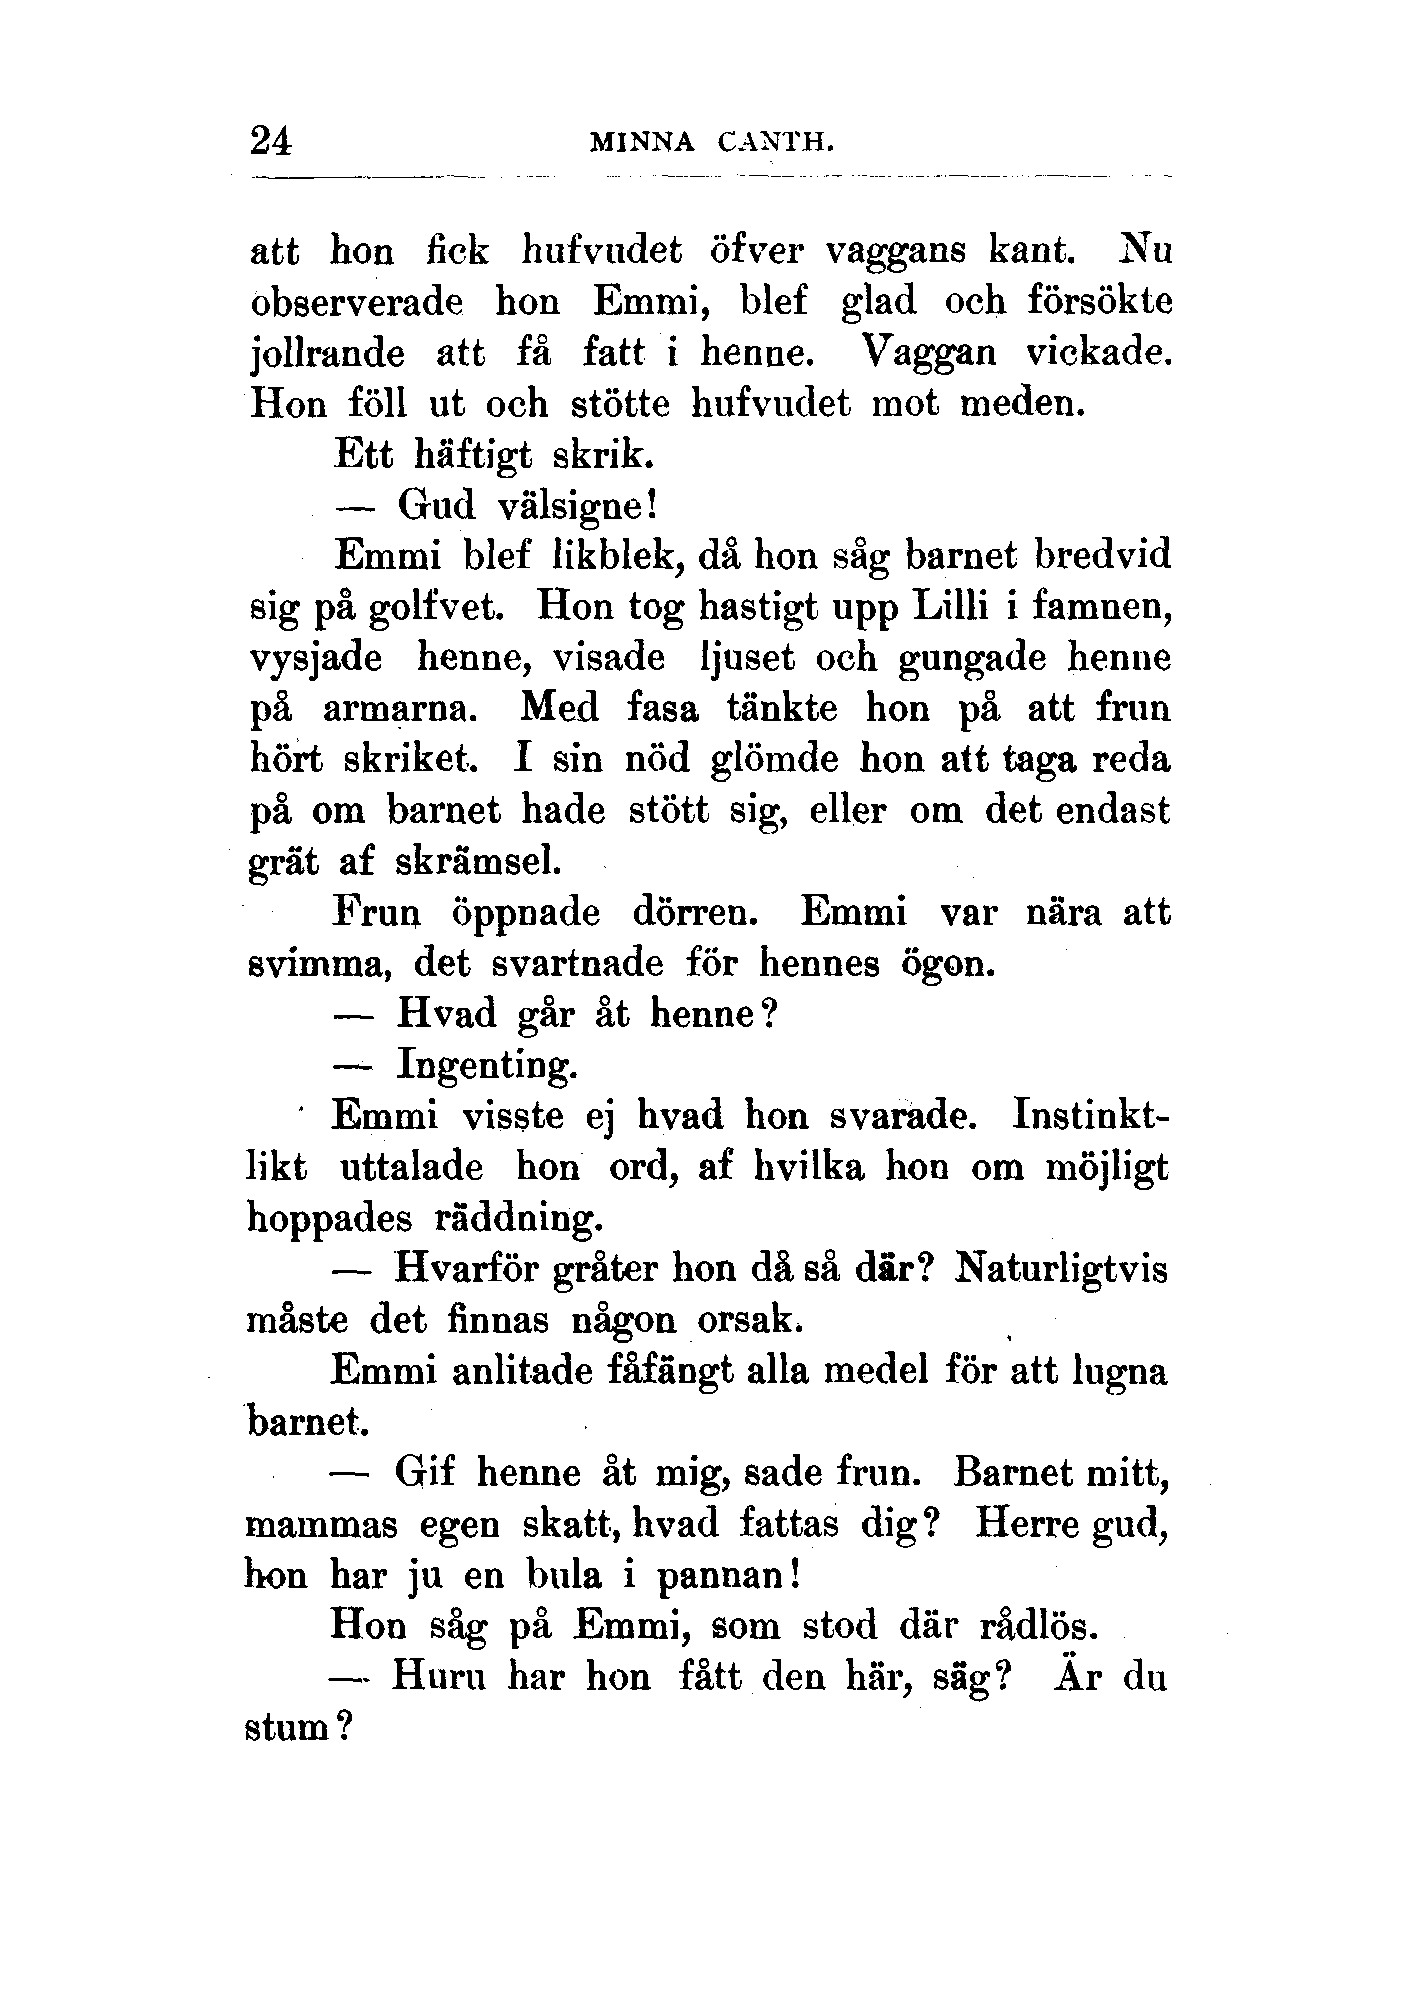 24 MINNA CANTH.
att hon fick hufvudet öfver vaggans kant. Nu
observerade hon Emmi, blef glad och försökte
jollrande att få fatt i henne. Vaggan vickade.
Hon föll ut och stötte hufvudet mot meden.
Ett häftigt skrik.
— Gud välsigne!
Emmi blef likblek, då hon såg barnet bredvid
sig på golfvet. Hon tog hastigt upp Lilli i famnen,
vysjade henne, visade ljuset och gungade henne
på armarna. Med fasa tänkte hon på att frun
hört skriket. I sin nöd glömde hon att taga reda
på om barnet hade stött sig, eller om det endast
grät af skrämsel.
Frun öppnade dörren. Emmi var nära att
svimma, det svartnade för hennes ögon.
— Hvad går åt henne?
— Ingenting.
Emmi visste ej hvad hon svarade. Instinkt-
likt uttalade hon ord, af hvilka hon om möjligt
hoppades räddning.
— Hvarför gråter hon då så där? Naturligtvis
måste det finnas någon orsak.
Emmi anlitade fåfängt alla medel för att lugna
barnet.
— Gif henne åt mig, sade frun. Barnet mitt,
mammas egen skatt, hvad fattas dig? Herre gud,
hon har ju en bula i pannan!
Hon såg på Emmi, som stod där rådlös.
— Huru har hon fått den här, säg? Är du
stum?